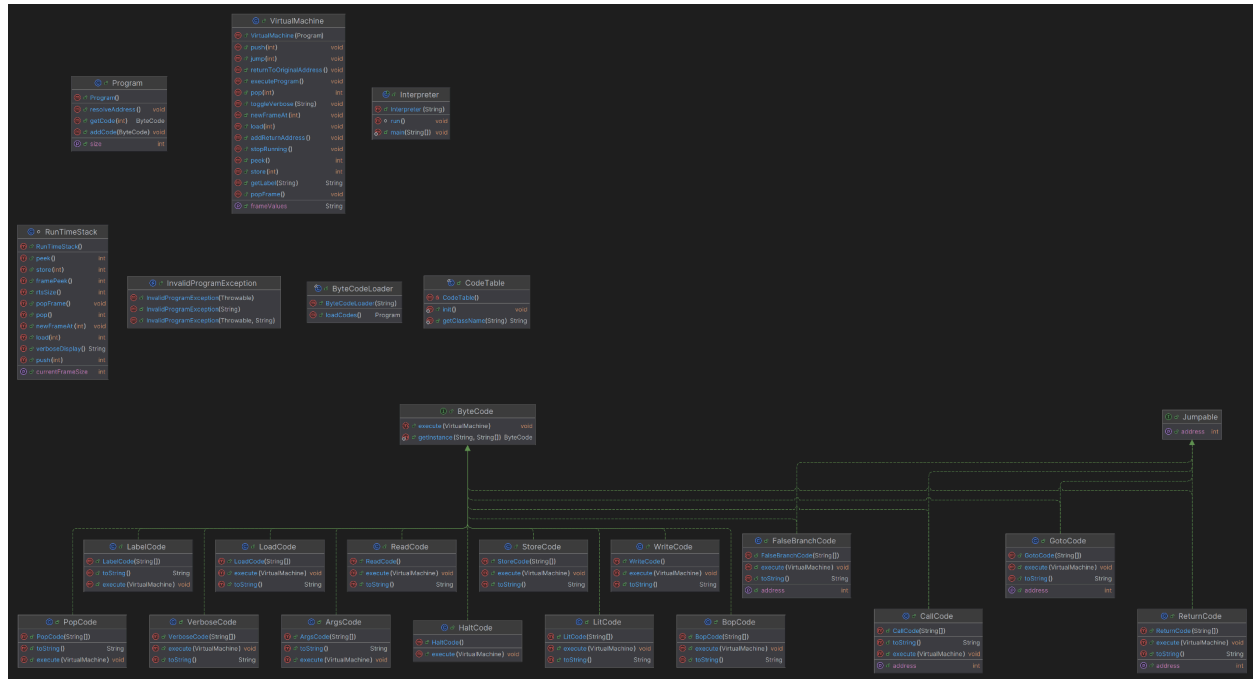 VirtualMachine
VirtualMachine(Program)
push(int) void
jump(int) void
returnToOriginalAddress() void
executeProgram() void
pop(int) int
toggleVerbose(String) void
newFrameAt(int) void
load(int) int
addReturnAddress() void
stopRunning() void
peek() int
store(int) int
getLabel(String) String
popFrame() void
frameValues String
Program
Program()
resolveAddress() void
getCode(int) ByteCode
addCode(ByteCode) void
size int
Interpreter
Interpreter(String)
run() void
main(String[]) void
RunTimeStack
RunTimeStack()
peek() int
store(int) int
framePeek() int
rtsSize() int
popFrame() void
pop() int
newFrameAt(int) void
load(int) int
verboseDisplay() String
push(int) int
currentFrameSize int
InvalidProgramException
InvalidProgramException(Throwable)
InvalidProgramException(String)
InvalidProgramException(Throwable, String)
ByteCodeLoader
ByteCodeLoader(String)
loadCodes() Program
CodeTable
CodeTable()
init() void
getClassName(String) String
ByteCode
execute(VirtualMachine) void
getInstance(String, String[]) ByteCode
Jumpable
address int
LabelCode
LabelCode(String[])
toString() String
execute(VirtualMachine) void
LoadCode
LoadCode(String[])
execute(VirtualMachine) void
toString() String
ReadCode
ReadCode()
execute(VirtualMachine) void
toString() String
StoreCode
StoreCode(String[])
execute(VirtualMachine) void
toString() String
WriteCode
WriteCode()
execute(VirtualMachine) void
toString() String
FalseBranchCode
FalseBranchCode(String[])
execute(VirtualMachine) void
toString() String
address int
GotoCode
GotoCode(String[])
execute(VirtualMachine) void
toString() String
address int
PopCode
PopCode(String[])
toString() String
execute(VirtualMachine) void
VerboseCode
VerboseCode(String[])
execute(VirtualMachine) void
toString() String
ArgsCode
ArgsCode(String[])
toString() String
execute(VirtualMachine) void
HaltCode
HaltCode()
execute(VirtualMachine) void
LitCode
LitCode(String[])
execute(VirtualMachine) void
toString() String
BopCode
BopCode(String[])
execute(VirtualMachine) void
toString() String
CallCode
CallCode(String[])
toString() String
execute(VirtualMachine) void
address int
ReturnCode
ReturnCode(String[])
execute(VirtualMachine) void
toString() String
address int